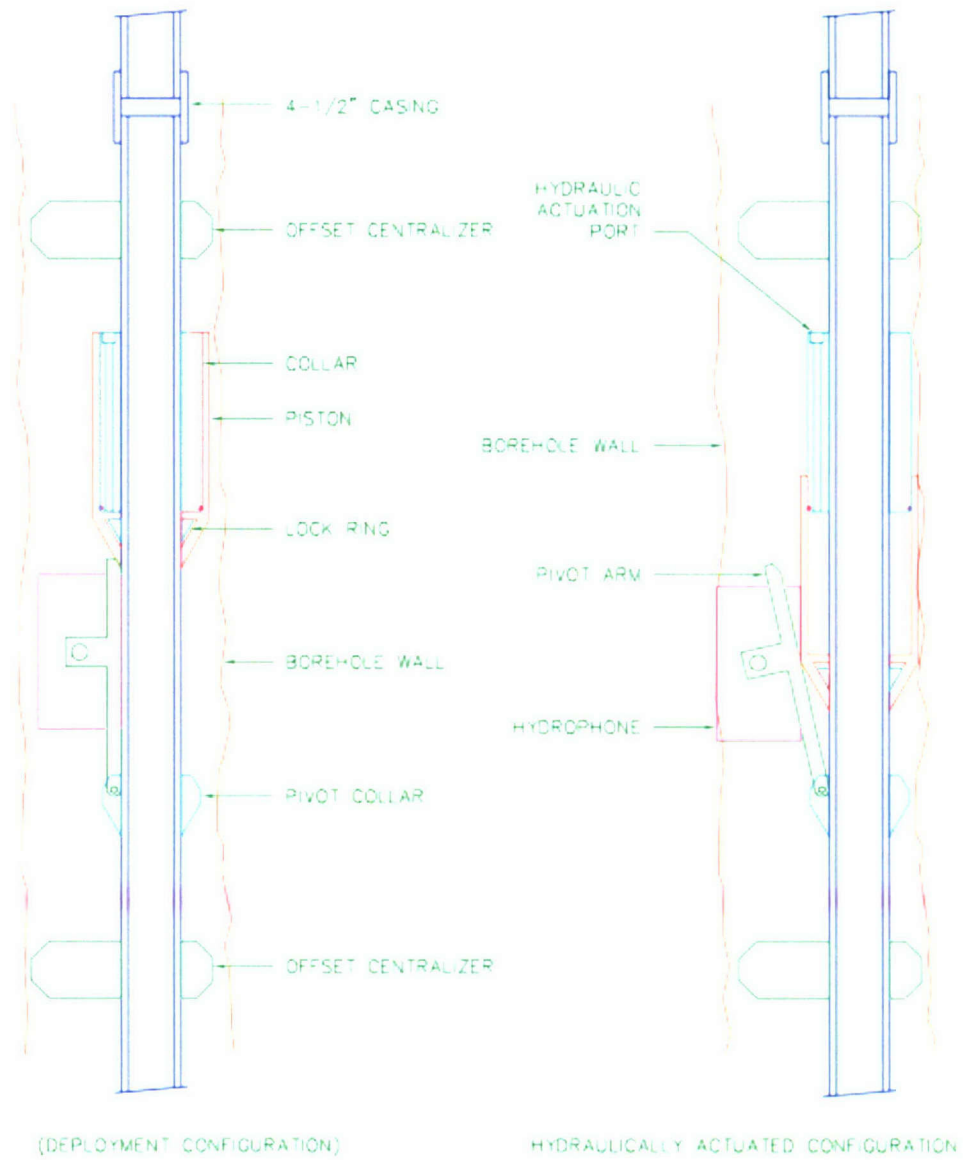 4-1/2" CASING
OFFSET CENTRALIZER
COLLAR
PISTON
LOCK RING
BOREHOLE WALL
PIVOT COLLAR
OFFSET CENTRALIZER
(DEPLOYMENT CONFIGURATION)
HYDRAULIC
ACTUATION
PORT
BOREHOLE WALL
PIVOT ARM
HYDROPHONE
HYDRAULICALLY ACTUATED CONFIGURATION